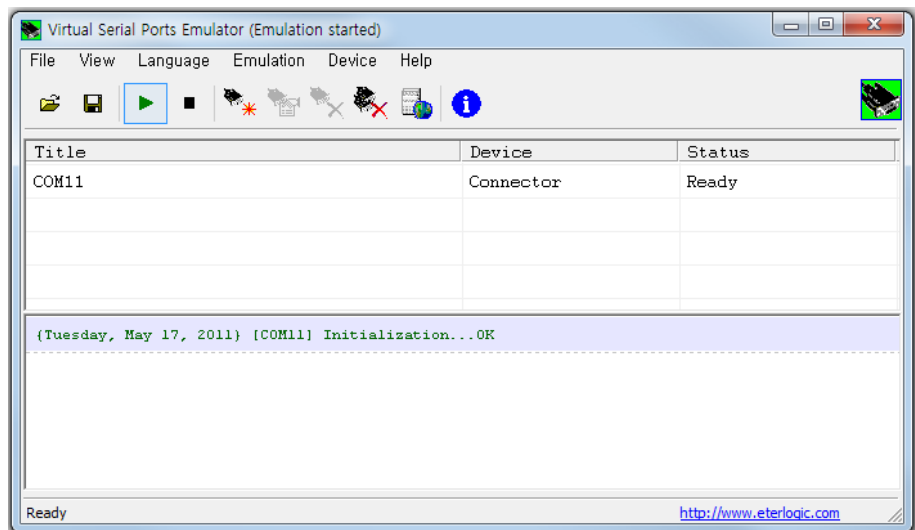 Virtual Serial Ports Emulator (Emulation started)
File View Language Emulation Device Help
Title Device Status
COM11 Connector Ready
{Tuesday, May 17, 2011} [COM11] Initialization...OK
Ready http://www.eterlogic.com